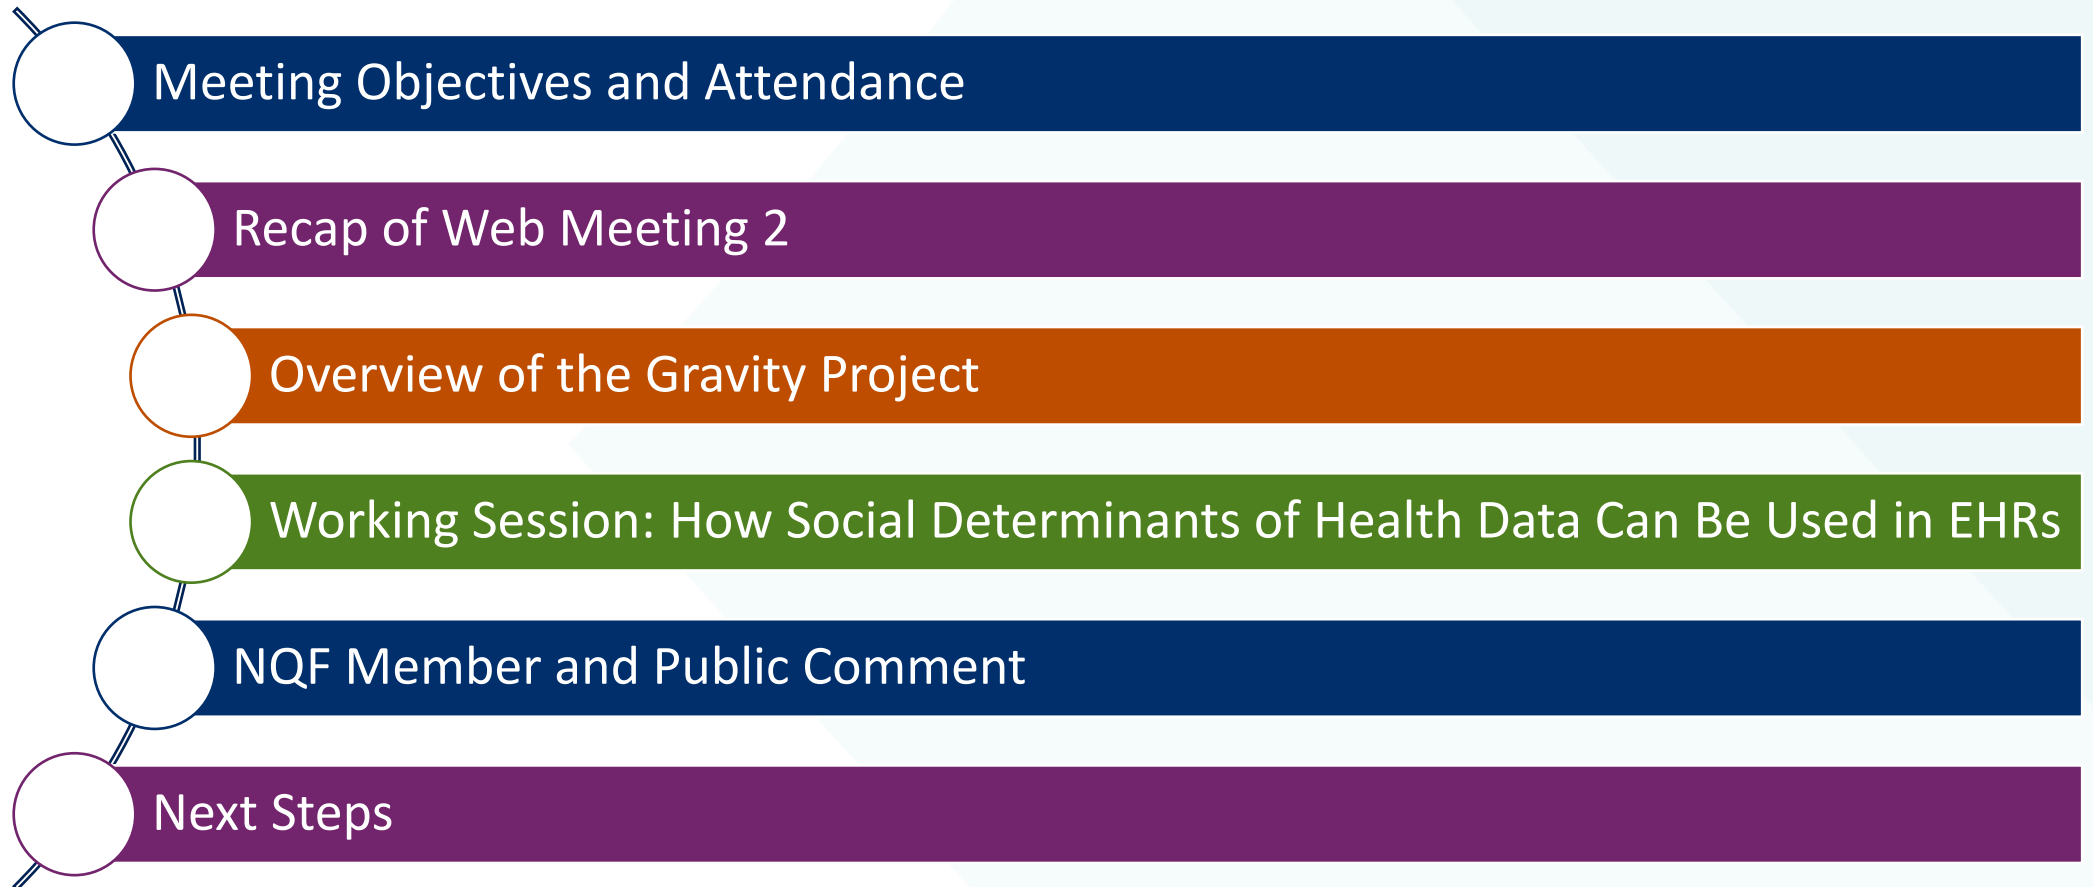 Meeting Objectives and Attendance
Recap of Web Meeting 2
Overview of the Gravity Project
Working Session: How Social Determinants of Health Data Can Be Used in EHRs
NQF Member and Public Comment
Next Steps